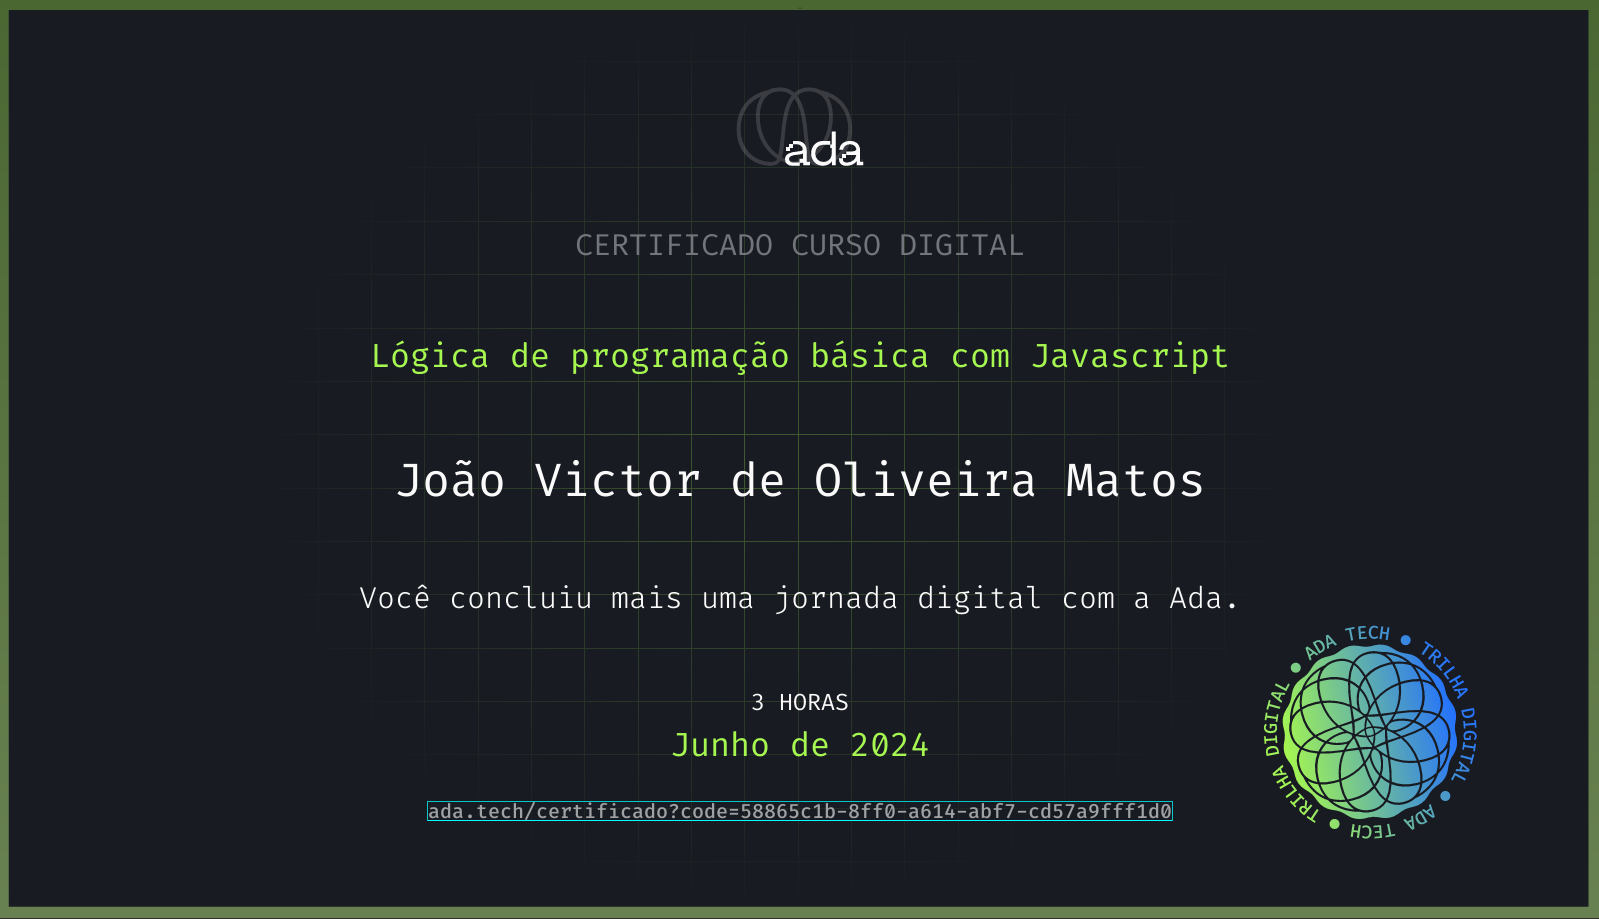 ada
CERTIFICADO CURSO DIGITAL
Lógica de programação básica com Javascript
João Victor de Oliveira Matos
Você concluiu mais uma jornada digital com a Ada.
3 HORAS
Junho de 2024
ada.tech/certificado?code=58865c1b-8ff0-a614-abf7-cd57a9fff1d0
ADA TECH • TRILHA DIGITAL • ADA TECH • TRILHA DIGITAL •